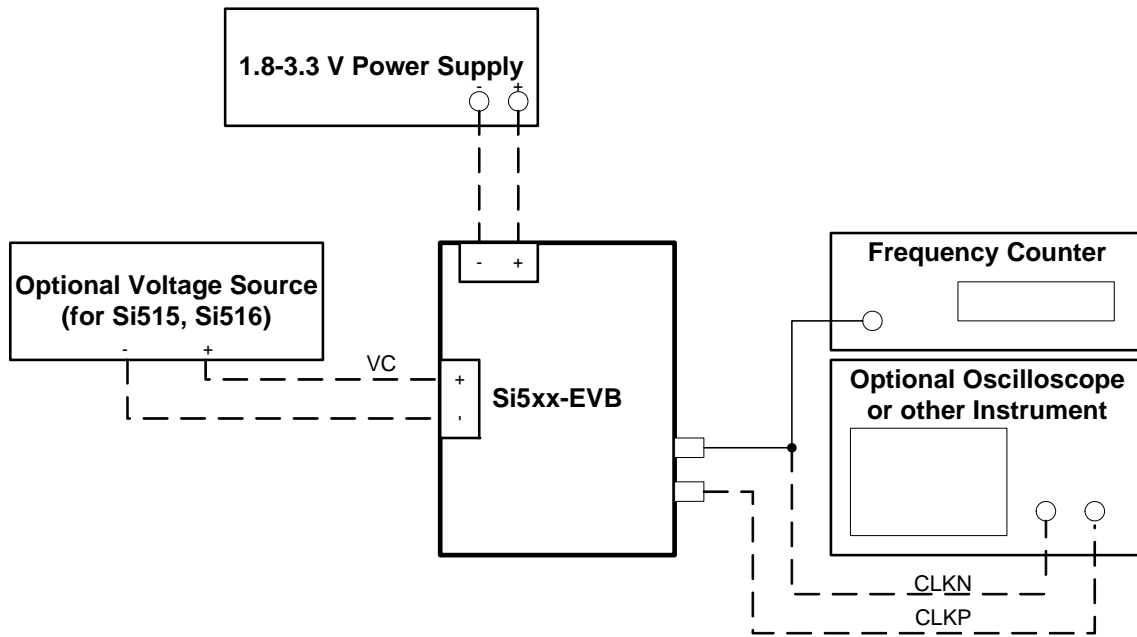 1.8-3.3 V Power Supply
- +
- +
Optional Voltage Source
(for Si515, Si516)
- +
VC
+
-
Si5xx-EVB
Frequency Counter
Optional Oscilloscope
or other Instrument
CLKN
CLKP